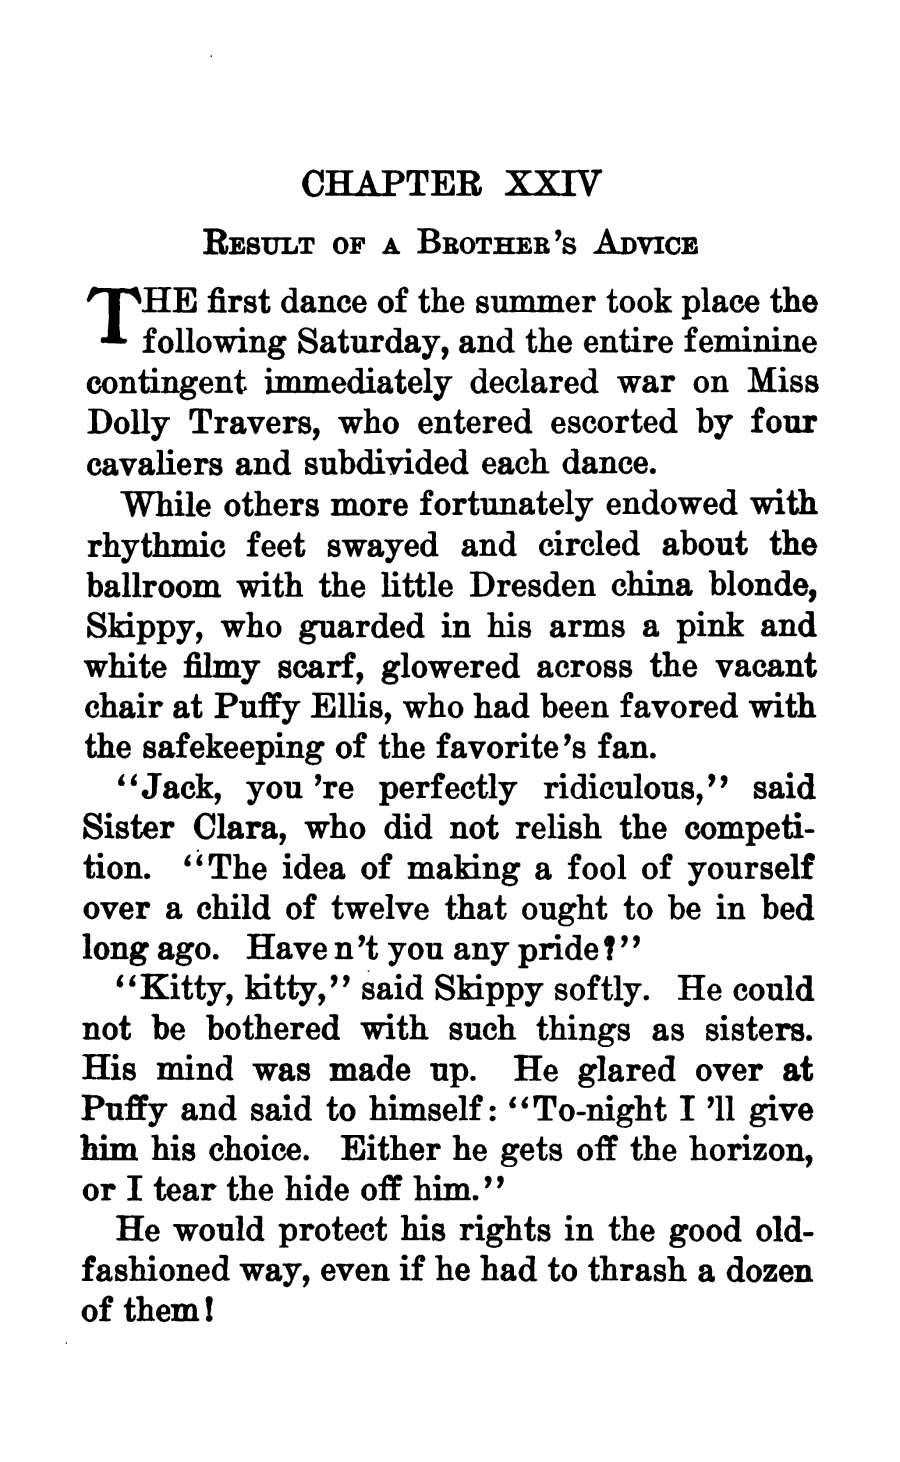 CHAPTER XXIV
Result of a Brother's Advice
THE first dance of the summer took place the
following Saturday, and the entire feminine
contingent immediately declared war on Miss
Dolly Travers, who entered escorted by four
cavaliers and subdivided each dance.
While others more fortunately endowed with
rhythmic feet swayed and circled about the
ballroom with the little Dresden china blonde,
Skippy, who guarded in his arms a pink and
white filmy scarf, glowered across the vacant
chair at Puffy Ellis, who had been favored with
the safekeeping of the favorite's fan.
"Jack, you 're perfectly ridiculous," said
Sister Clara, who did not relish the competi-
tion. "The idea of making a fool of yourself
over a child of twelve that ought to be in bed
long ago. Have n't you any pride?"
"Kitty, kitty," said Skippy softly. He could
not be bothered with such things as sisters.
His mind was made up. He glared over at
Puffy and said to himself: "To-night I 'll give
him his choice. Either he gets off the horizon,
or I tear the hide off him."
He would protect his rights in the good old-
fashioned way, even if he had to thrash a dozen
of them!